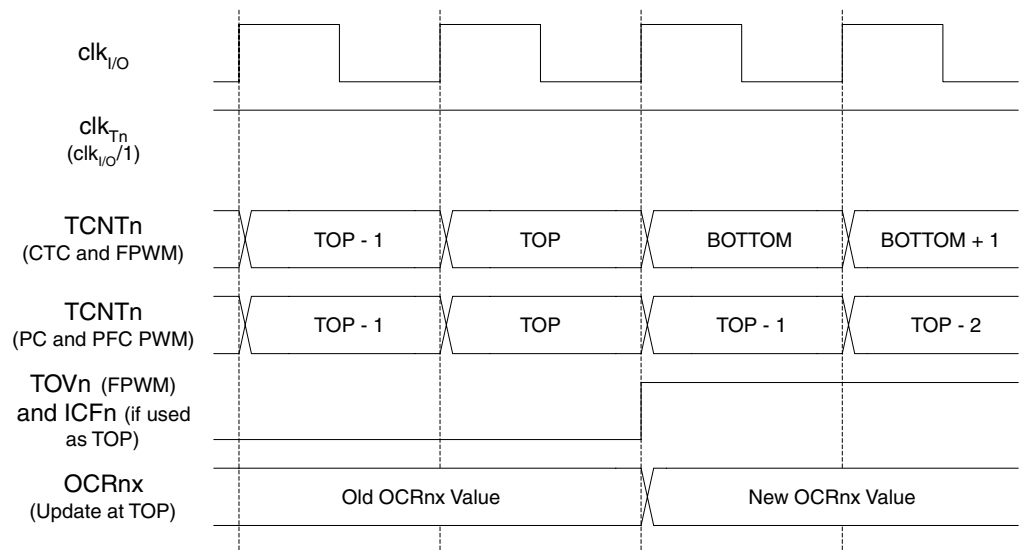 clkI/O
clkTn
(clkI/O/1)
TCNTn
(CTC and FPWM)
TOP - 1
TOP
BOTTOM
BOTTOM + 1
TCNTn
(PC and PFC PWM)
TOP - 1
TOP
TOP - 1
TOP - 2
TOVn (FPWM)
and ICFn (if used
as TOP)
OCRnx
(Update at TOP)
Old OCRnx Value
New OCRnx Value